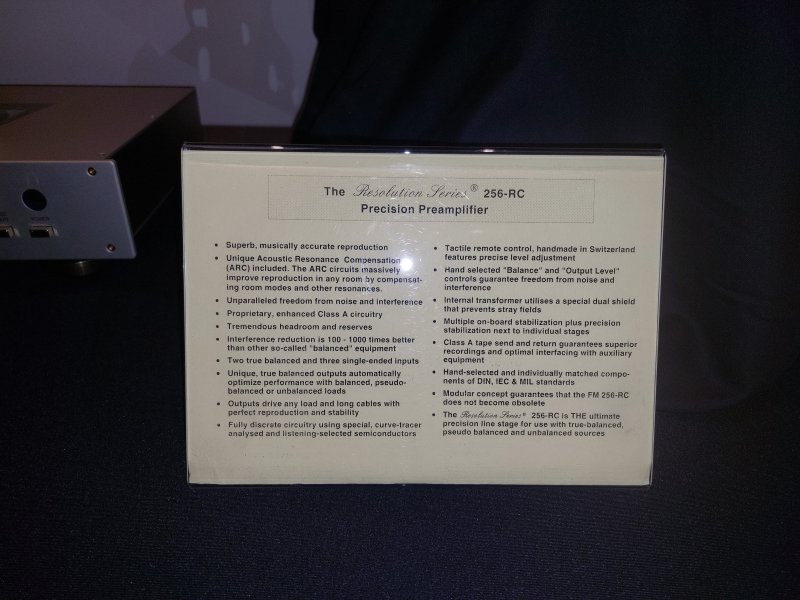 The Resolution Series® 256-RC
Precision Preamplifier
• Superb, musically accurate reproduction
• Unique Acoustic Resonance Compensation
(ARC) included. The ARC circuits massively
improve reproduction in any room by compensat-
ing room modes and other resonances.
• Unparalleled freedom from noise and interference
• Proprietary, enhanced Class A circuitry
• Tremendous headroom and reserves
• Interference reduction is 100 - 1000 times better
than other so-called "balanced" equipment
• Two true balanced and three single-ended inputs
• Unique, true balanced outputs automatically
optimize performance with balanced, pseudo-
balanced or unbalanced loads
• Outputs drive any load and long cables with
perfect reproduction and stability
• Fully discrete circuitry using special, curve-tracer
analysed and listening-selected semiconductors
• Tactile remote control, handmade in Switzerland
features precise level adjustment
• Hand selected "Balance" and "Output Level"
controls guarantee freedom from noise and
interference
• Internal transformer utilises a special dual shield
that prevents stray fields
• Multiple on-board stabilization plus precision
stabilization next to individual stages
• Class A tape send and return guarantees superior
recordings and optimal interfacing with auxiliary
equipment
• Hand-selected and individually matched compo-
nents of DIN, IEC & MIL standards
• Modular concept guarantees that the FM 256-RC
does not become obsolete
• The Resolution Series® 256-RC is THE ultimate
precision line stage for use with true-balanced,
pseudo balanced and unbalanced sources
POWER